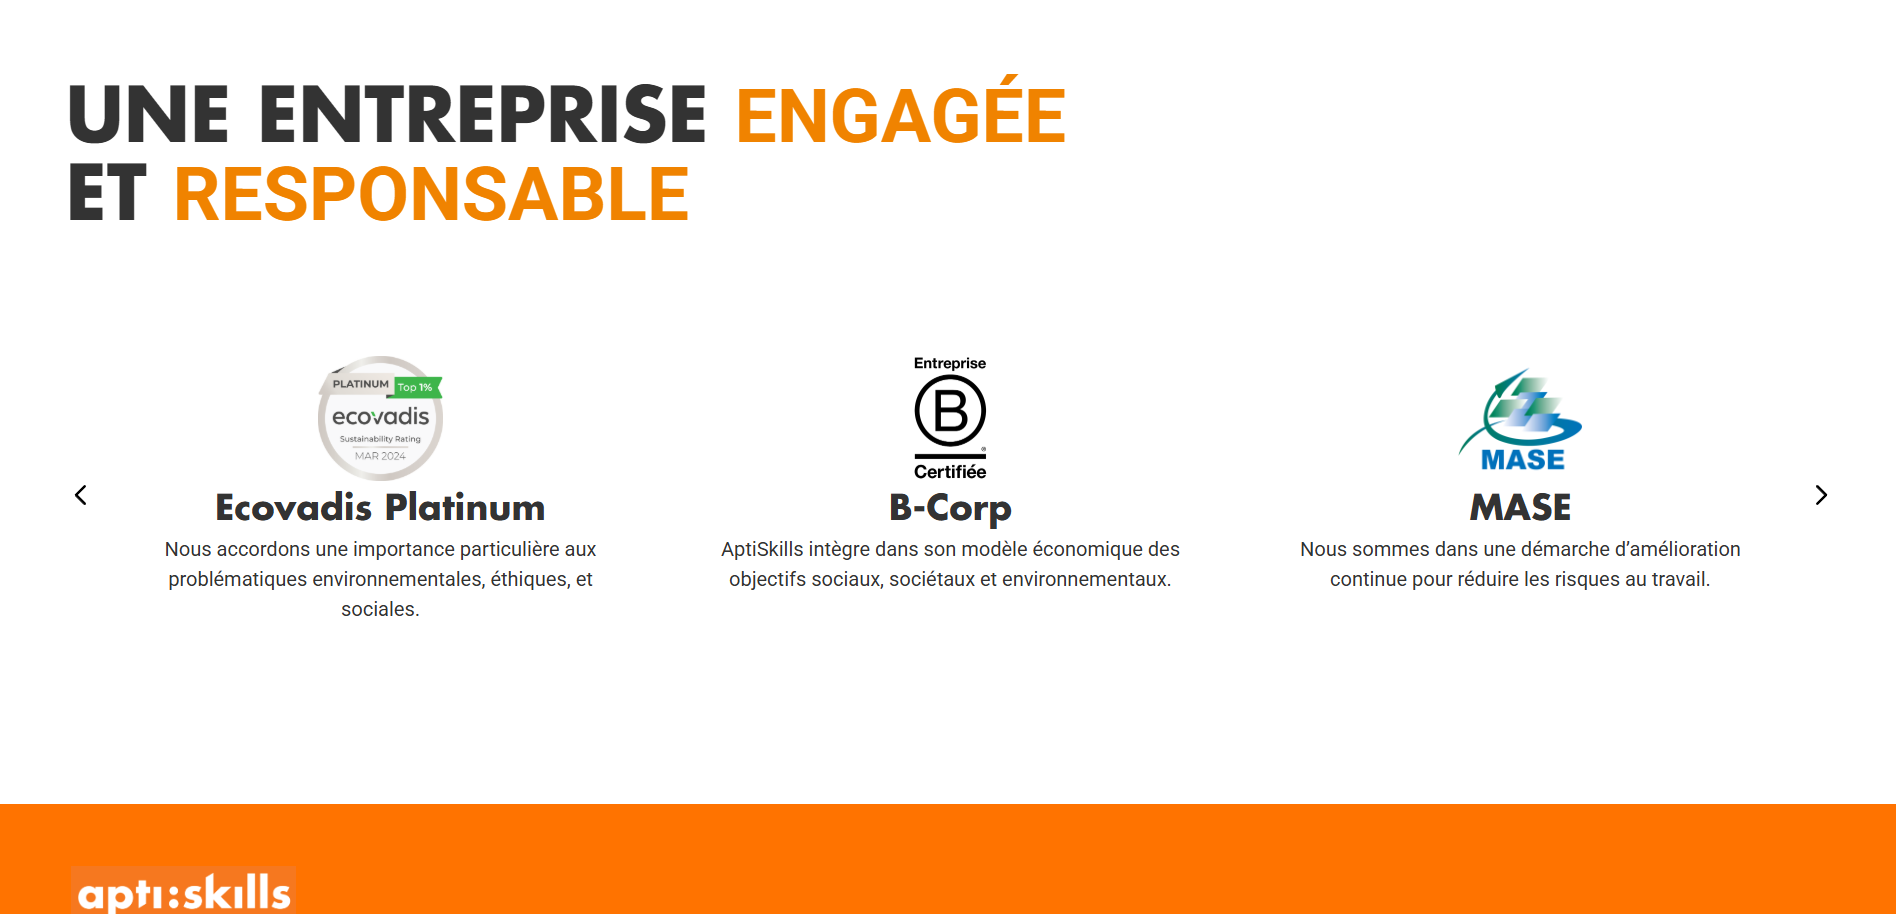 UNE ENTREPRISE ENGAGÉE
ET RESPONSABLE
PLATINUM Top 1%
ecovadis
Sustainability Rating
MAR 2024
Ecovadis Platinum
Nous accordons une importance particulière aux
problématiques environnementales, éthiques, et
sociales.
Entreprise
B
®
Certifiée
B-Corp
AptiSkills intègre dans son modèle économique des
objectifs sociaux, sociétaux et environnementaux.
MASE
MASE
Nous sommes dans une démarche d’amélioration
continue pour réduire les risques au travail.
apti:skills